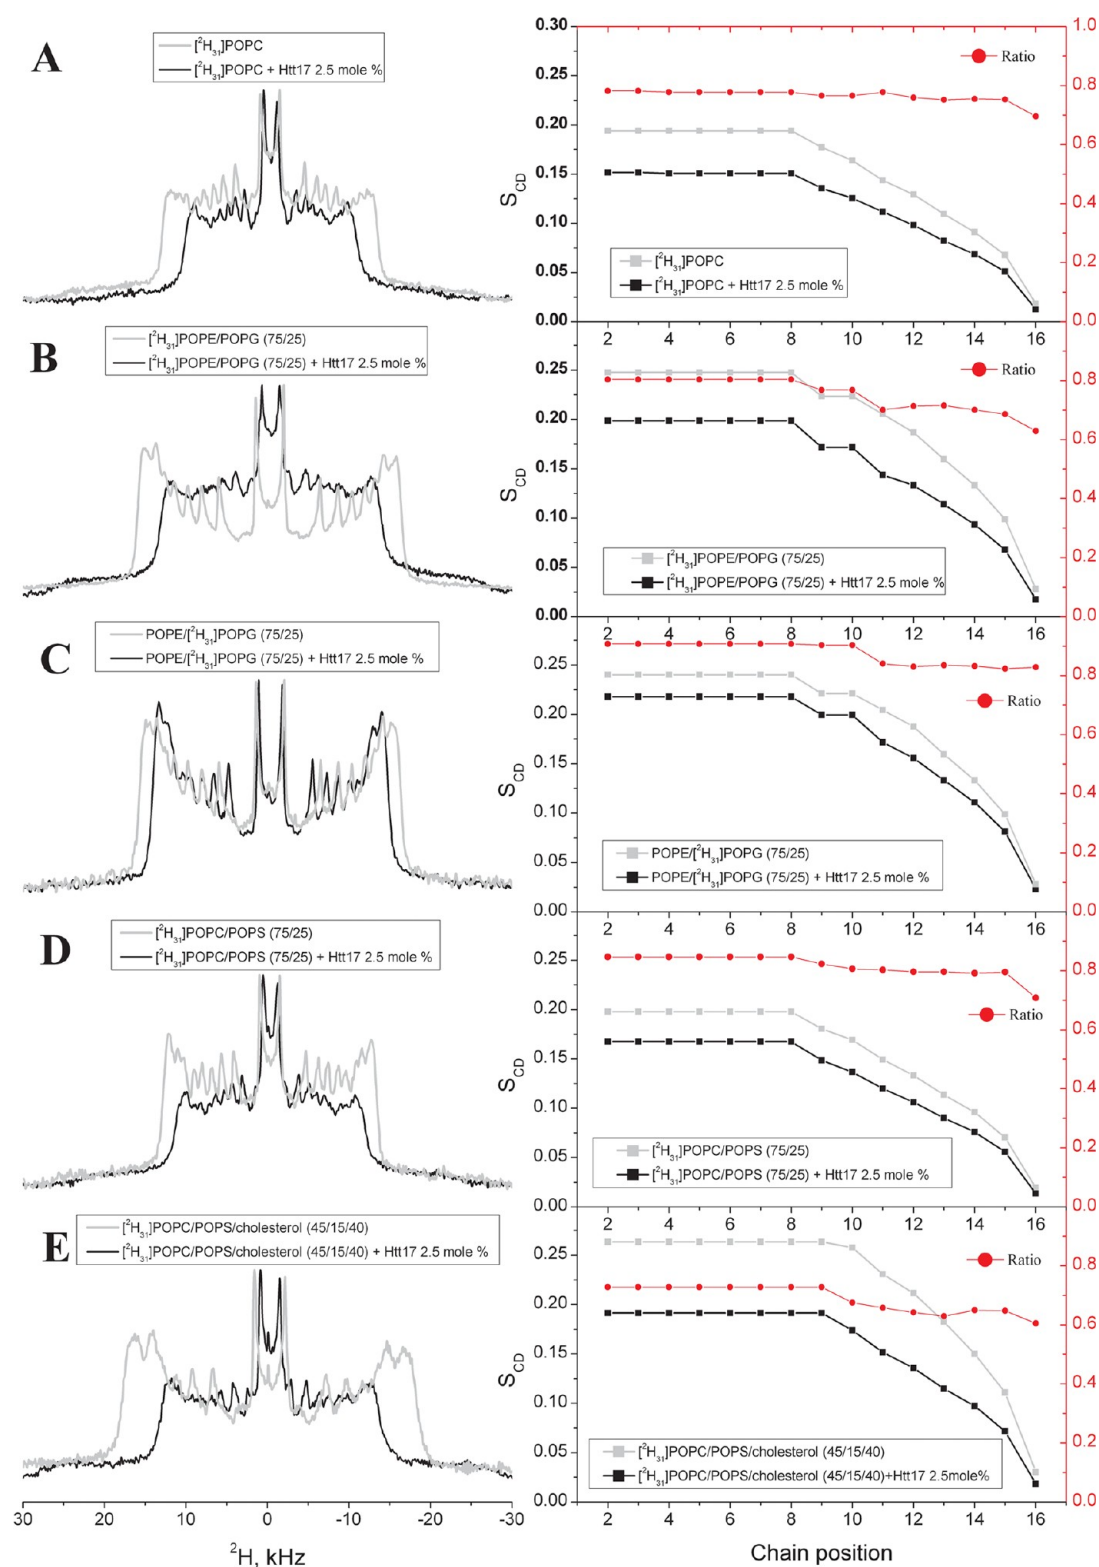 A
[²H₃₁]POPC
[²H₃₁]POPC + Htt17 2.5 mole %
0.30
0.25
0.20
0.15
0.10
0.05
0.00
S_CD
Ratio
[²H₃₁]POPC
[²H₃₁]POPC + Htt17 2.5 mole %
1.0
0.8
0.6
0.4
0.2
0.0
2 4 6 8 10 12 14 16
B
[²H₃₁]POPE/POPG (75/25)
[²H₃₁]POPE/POPG (75/25) + Htt17 2.5 mole %
0.25
0.20
0.15
0.10
0.05
0.00
S_CD
Ratio
[²H₃₁]POPE/POPG (75/25)
[²H₃₁]POPE/POPG (75/25) + Htt17 2.5 mole %
0.8
0.6
0.4
0.2
0.0
2 4 6 8 10 12 14 16
C
POPE/[²H₃₁]POPG (75/25)
POPE/[²H₃₁]POPG (75/25) + Htt17 2.5 mole %
0.25
0.20
0.15
0.10
0.05
0.00
S_CD
Ratio
POPE/[²H₃₁]POPG (75/25)
POPE/[²H₃₁]POPG (75/25) + Htt17 2.5 mole %
0.8
0.6
0.4
0.2
0.0
2 4 6 8 10 12 14 16
D
[²H₃₁]POPC/POPS (75/25)
[²H₃₁]POPC/POPS (75/25) + Htt17 2.5 mole %
0.25
0.20
0.15
0.10
0.05
0.00
S_CD
Ratio
[²H₃₁]POPC/POPS (75/25)
[²H₃₁]POPC/POPS (75/25) + Htt17 2.5 mole %
0.8
0.6
0.4
0.2
0.0
2 4 6 8 10 12 14 16
E
[²H₃₁]POPC/POPS/cholesterol (45/15/40)
[²H₃₁]POPC/POPS/cholesterol (45/15/40) + Htt17 2.5 mole %
0.25
0.20
0.15
0.10
0.05
0.00
S_CD
Ratio
[²H₃₁]POPC/POPS/cholesterol (45/15/40)
[²H₃₁]POPC/POPS/cholesterol (45/15/40)+Htt17 2.5mole%
0.8
0.6
0.4
0.2
0.0
30 20 10 0 -10 -20 -30
²H, kHz
2 4 6 8 10 12 14 16
Chain position